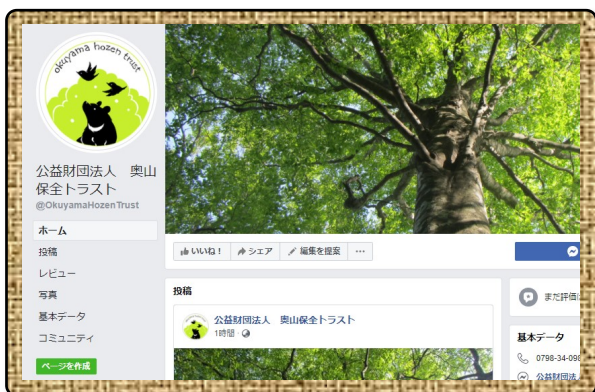 okuyama hozen trust
公益財団法人　奥山
保全トラスト
@OkuyamaHozenTrust
ホーム
投稿
レビュー
写真
基本データ
コミュニティ
ページを作成
いいね！
シェア
編集を提案
投稿
公益財団法人　奥山保全トラスト
1時間
まだ評価
基本データ
0798-34-09
公益財団法